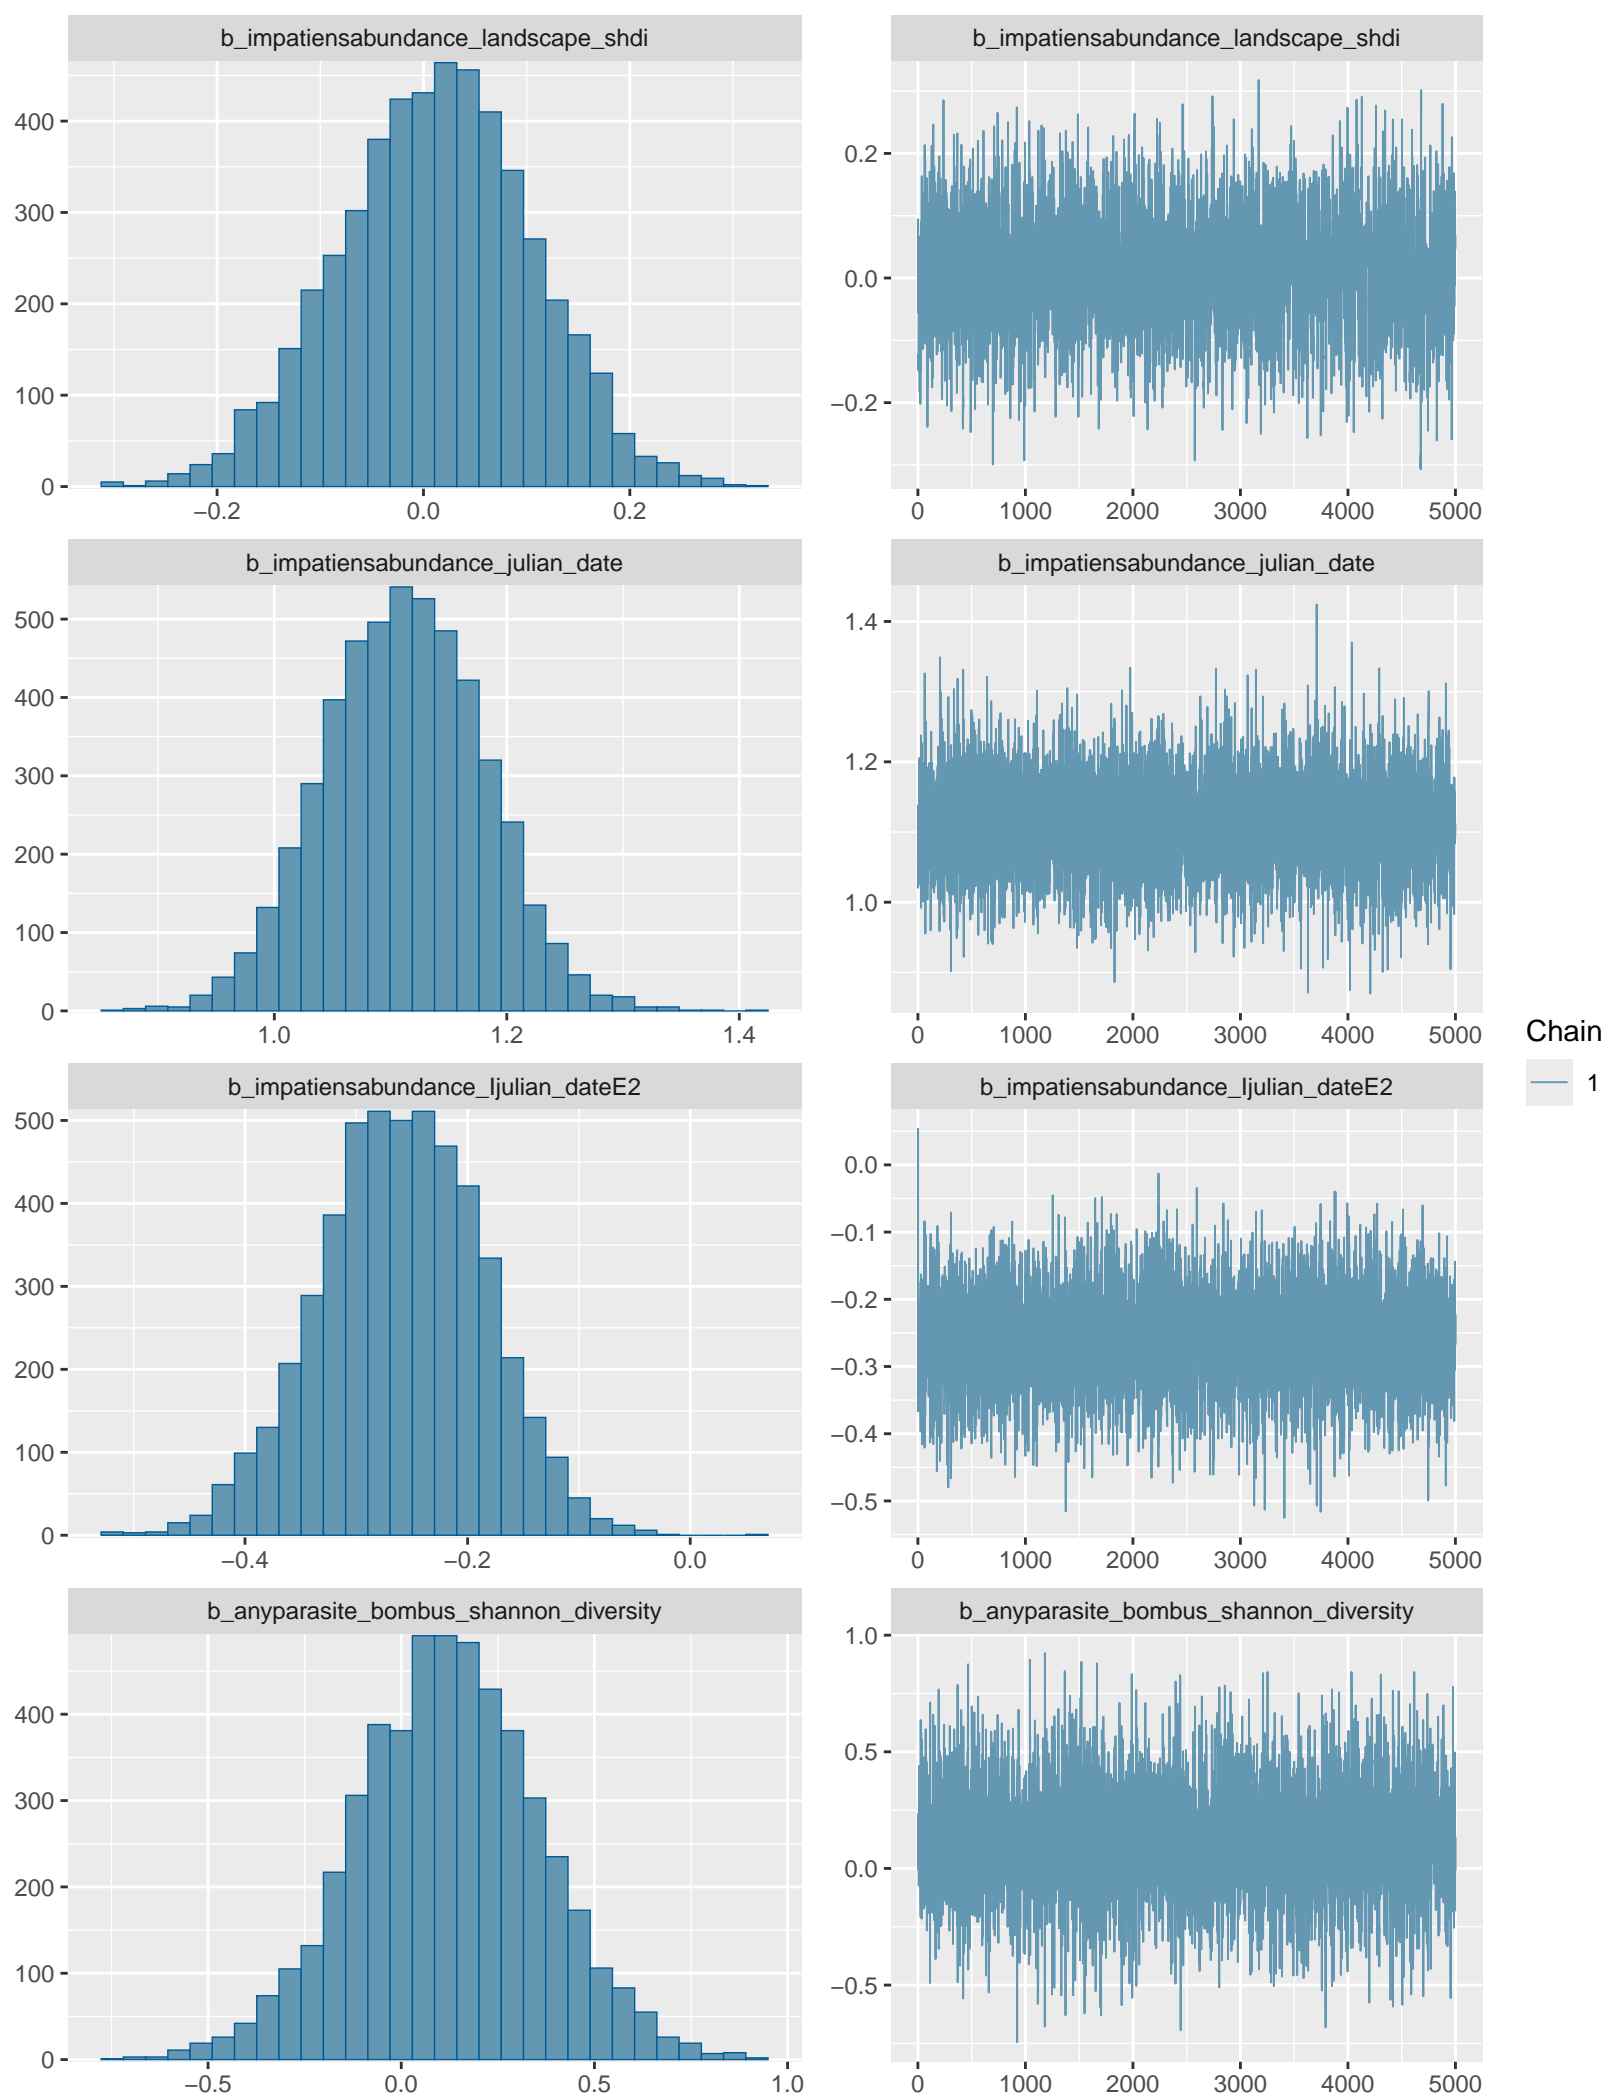 b_impatiensabundance_landscape_shdi
400
300
200
100
0
−0.2 0.0 0.2
b_impatiensabundance_landscape_shdi
0.2
0.0
−0.2
0 1000 2000 3000 4000 5000
b_impatiensabundance_julian_date
500
400
300
200
100
0
1.0 1.2 1.4
b_impatiensabundance_julian_date
1.4
1.2
1.0
0 1000 2000 3000 4000 5000
b_impatiensabundance_Ijulian_dateE2
500
400
300
200
100
0
−0.4 −0.2 0.0
b_impatiensabundance_Ijulian_dateE2
0.0
−0.1
−0.2
−0.3
−0.4
−0.5
0 1000 2000 3000 4000 5000
b_anyparasite_bombus_shannon_diversity
400
300
200
100
0
−0.5 0.0 0.5 1.0
b_anyparasite_bombus_shannon_diversity
1.0
0.5
0.0
−0.5
0 1000 2000 3000 4000 5000
Chain
1